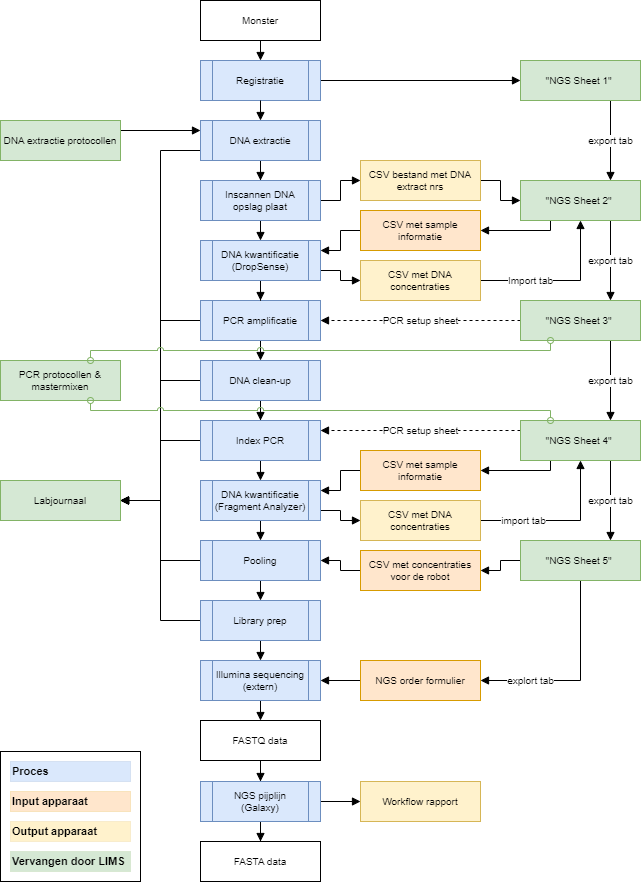 Monster
Registratie
"NGS Sheet 1"
DNA extractie protocollen
DNA extractie
export tab
Inscannen DNA
opslag plaat
CSV bestand met DNA
extract nrs
"NGS Sheet 2"
CSV met sample
informatie
DNA kwantificatie
(DropSense)
export tab
CSV met DNA
concentraties
Import tab
PCR amplificatie
PCR setup sheet
"NGS Sheet 3"
PCR protocollen &
mastermixen
DNA clean-up
export tab
Index PCR
PCR setup sheet
"NGS Sheet 4"
CSV met sample
informatie
Labjournaal
DNA kwantificatie
(Fragment Analyzer)
export tab
CSV met DNA
concentraties
import tab
Pooling
CSV met concentraties
voor de robot
"NGS Sheet 5"
Library prep
Illumina sequencing
(extern)
NGS order formulier
explort tab
FASTQ data
Proces
Input apparaat
Output apparaat
Vervangen door LIMS
NGS pijplijn
(Galaxy)
Workflow rapport
FASTA data